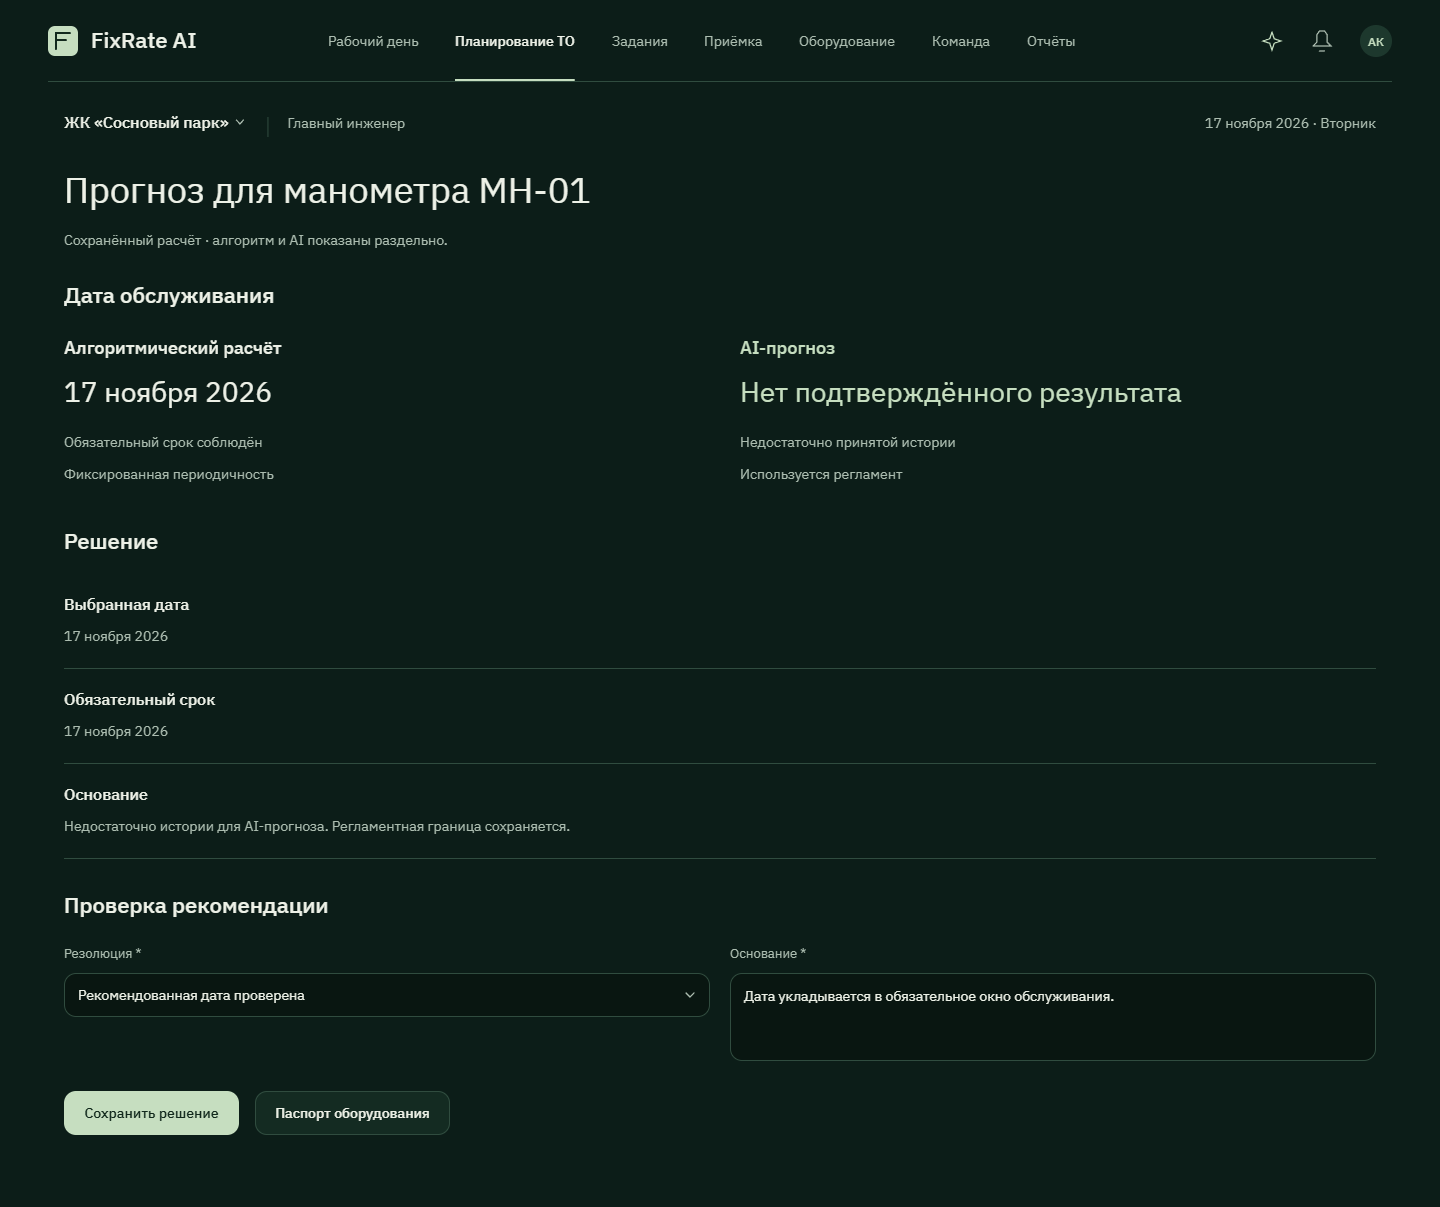 FixRate AI
Рабочий день
Планирование ТО
Задания
Приёмка
Оборудование
Команда
Отчёты
АК
ЖК «Сосновый парк»
Главный инженер
17 ноября 2026 · Вторник
Прогноз для манометра МН-01
Сохранённый расчёт · алгоритм и AI показаны раздельно.
Дата обслуживания
Алгоритмический расчёт
17 ноября 2026
Обязательный срок соблюдён
Фиксированная периодичность
AI-прогноз
Нет подтверждённого результата
Недостаточно принятой истории
Используется регламент
Решение
Выбранная дата
17 ноября 2026
Обязательный срок
17 ноября 2026
Основание
Недостаточно истории для AI-прогноза. Регламентная граница сохраняется.
Проверка рекомендации
Резолюция *
Рекомендованная дата проверена
Основание *
Дата укладывается в обязательное окно обслуживания.
Сохранить решение
Паспорт оборудования